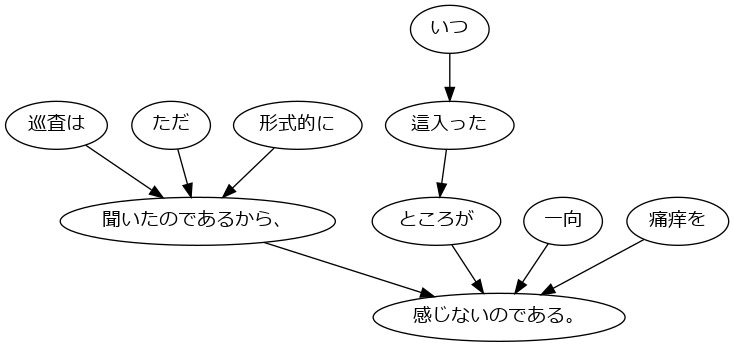 いつ
巡査は
ただ
形式的に
這入った
聞いたのであるから、
ところが
一向
痛痒を
感じないのである。